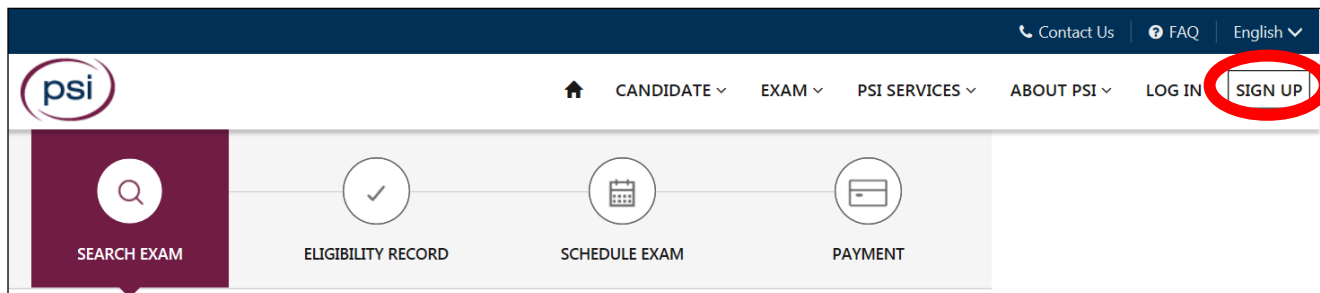 Contact Us FAQ English
psi CANDIDATE EXAM PSI SERVICES ABOUT PSI LOG IN SIGN UP
SEARCH EXAM ELIGIBILITY RECORD SCHEDULE EXAM PAYMENT